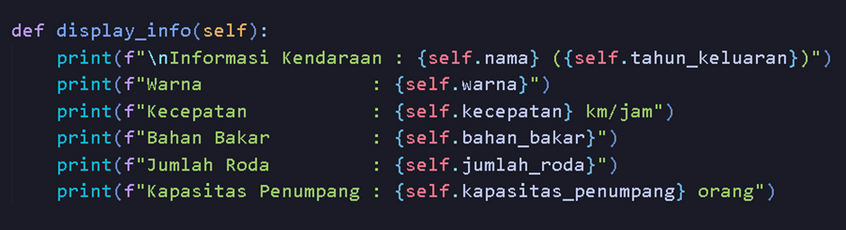 def display_info(self):
    print(f"\nInformasi Kendaraan : {self.nama} ({self.tahun_keluaran})")
    print(f"Warna               : {self.warna}")
    print(f"Kecepatan           : {self.kecepatan} km/jam")
    print(f"Bahan Bakar         : {self.bahan_bakar}")
    print(f"Jumlah Roda         : {self.jumlah_roda}")
    print(f"Kapasitas Penumpang : {self.kapasitas_penumpang} orang")